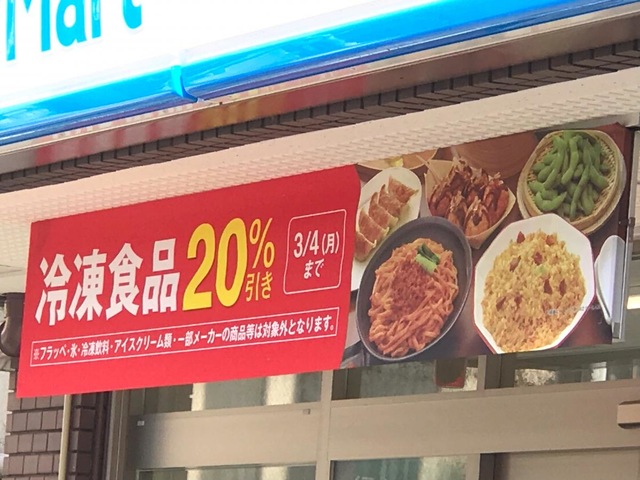 Mart
冷凍食品20%引き
3/4(月)
まで
※フラッペ・氷・冷凍飲料・アイスクリーム類・一部メーカーの商品等は対象外となります。